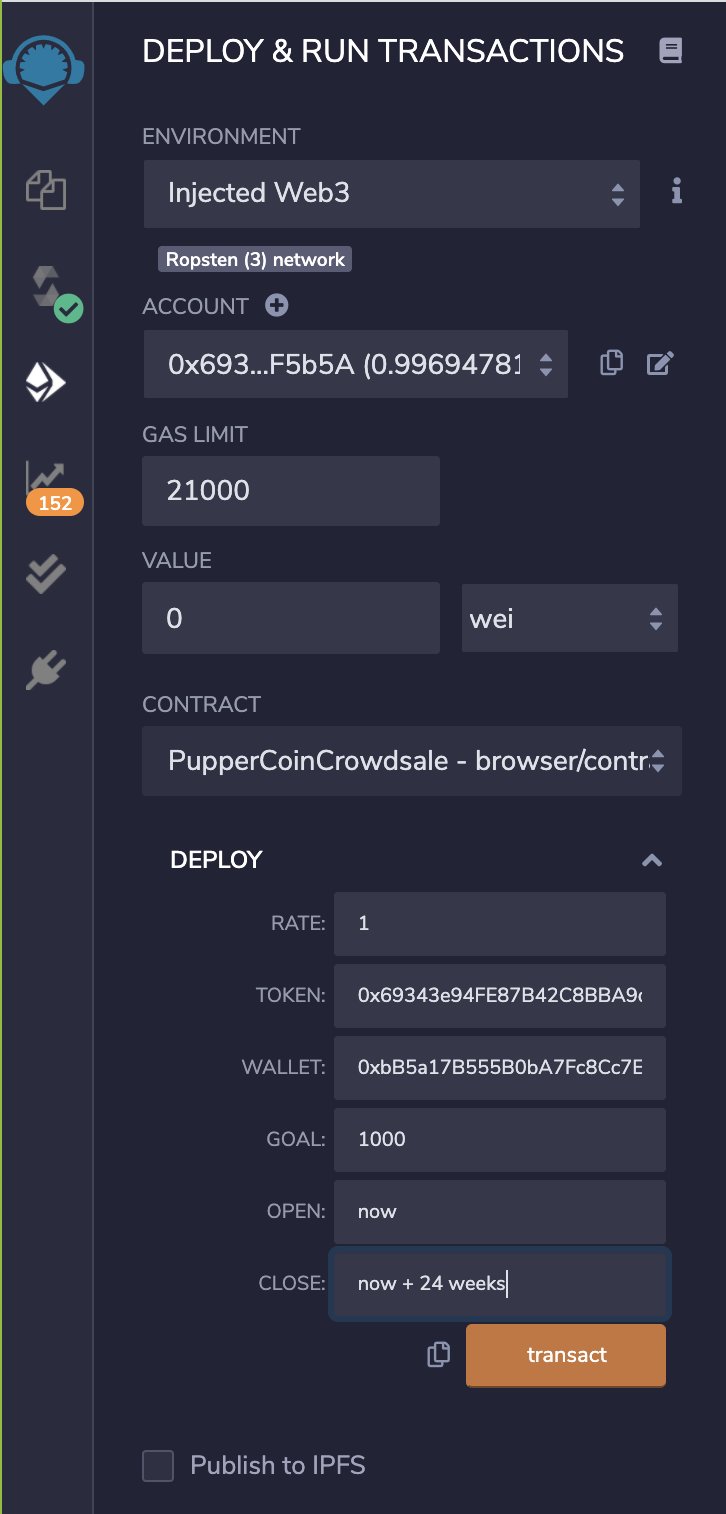 DEPLOY & RUN TRANSACTIONS
ENVIRONMENT
Injected Web3
Ropsten (3) network
ACCOUNT
0x693...F5b5A (0.99694781
GAS LIMIT
21000
152
VALUE
0 wei
CONTRACT
PupperCoinCrowdsale - browser/contra
DEPLOY
RATE: 1
TOKEN: 0x69343e94FE87B42C8BBA9
WALLET: 0xbB5a17B555B0bA7Fc8Cc7E
GOAL: 1000
OPEN: now
CLOSE: now + 24 weeks
transact
Publish to IPFS